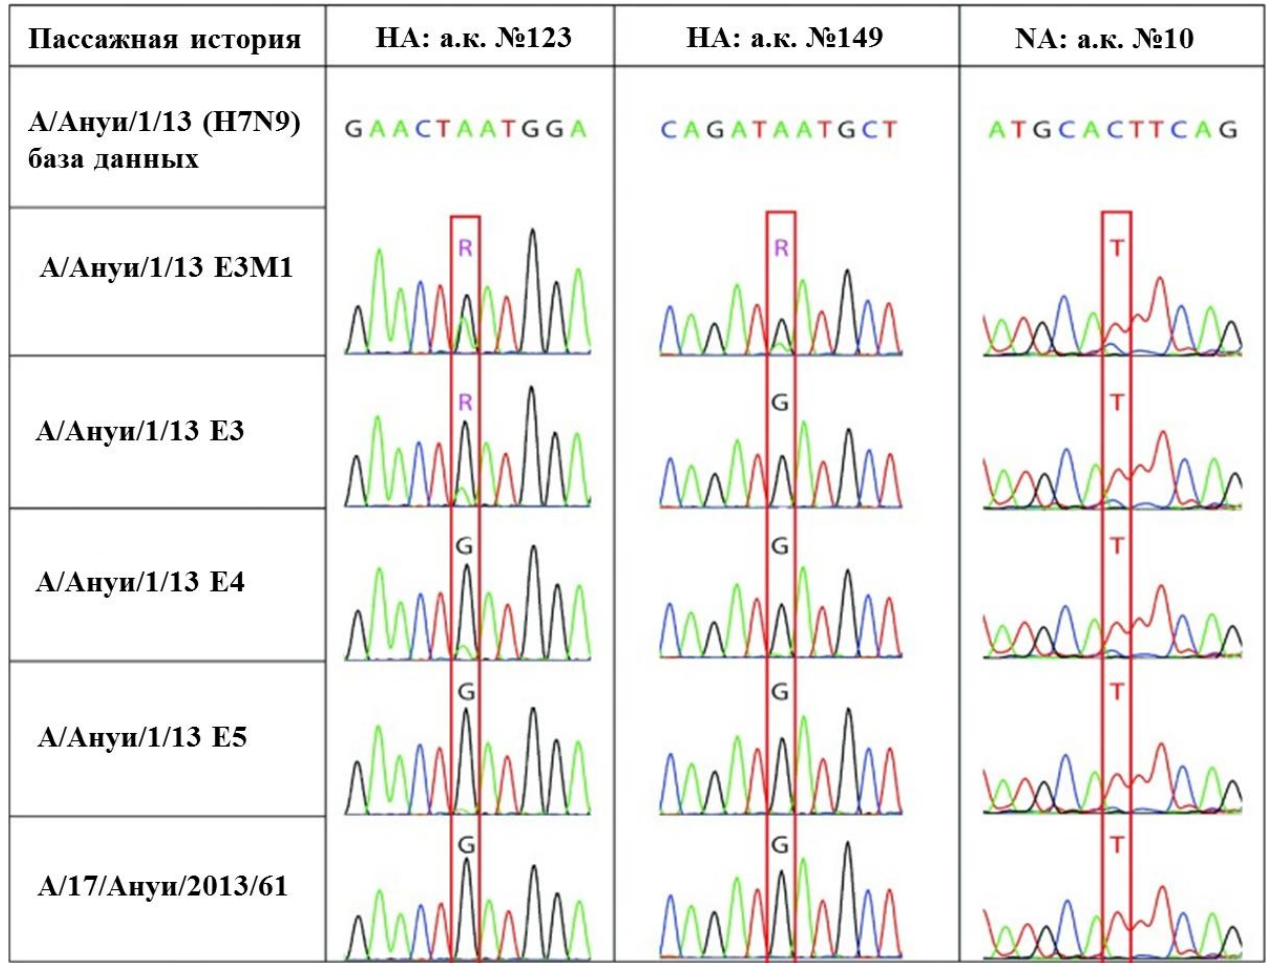 Пассажная история
HA: а.к. №123
HA: а.к. №149
NA: а.к. №10
А/Ануи/1/13 (H7N9)
база данных
GAACTAATGGA
CAGATAATGCT
ATGCACTTCAG
А/Ануи/1/13 E3M1
R
R
T
А/Ануи/1/13 E3
R
G
T
А/Ануи/1/13 E4
G
G
T
А/Ануи/1/13 E5
G
G
T
А/17/Ануи/2013/61
G
G
T